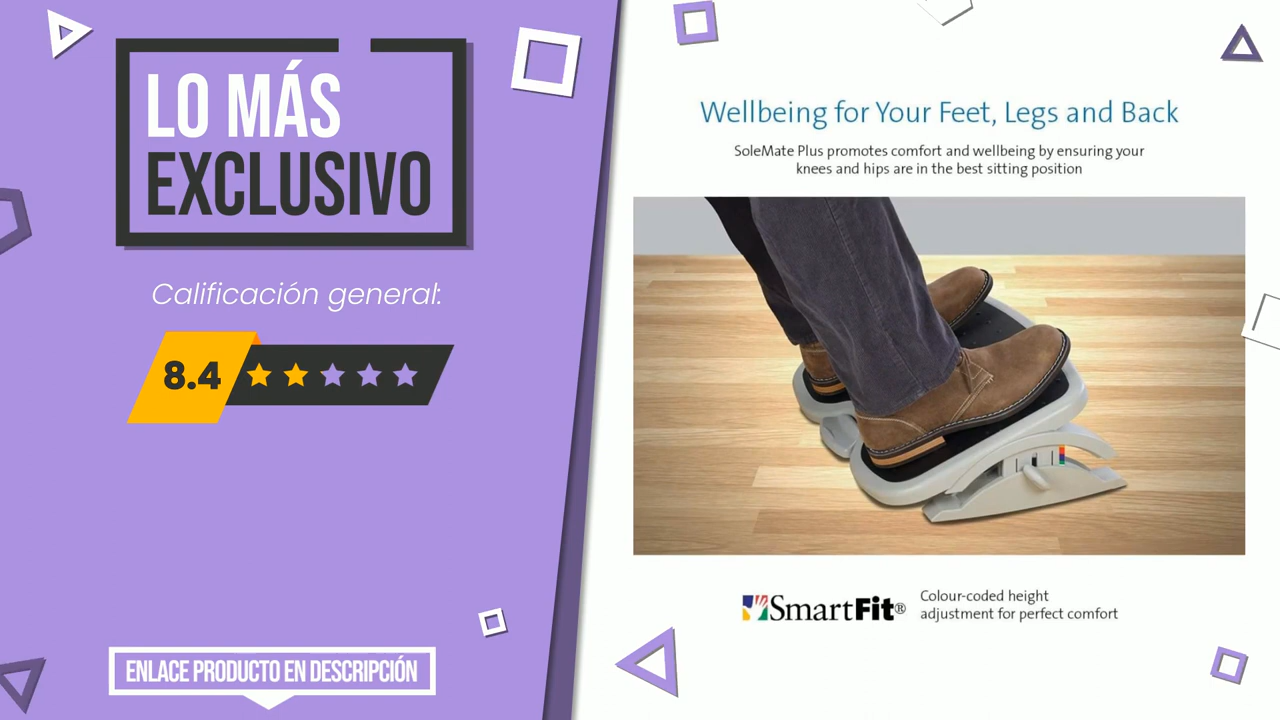 LO MÁS
EXCLUSIVO
Calificación general:
8.4
ENLACE PRODUCTO EN DESCRIPCIÓN
Wellbeing for Your Feet, Legs and Back
SoleMate Plus promotes comfort and wellbeing by ensuring your
knees and hips are in the best sitting position
SmartFit®
Colour-coded height
adjustment for perfect comfort